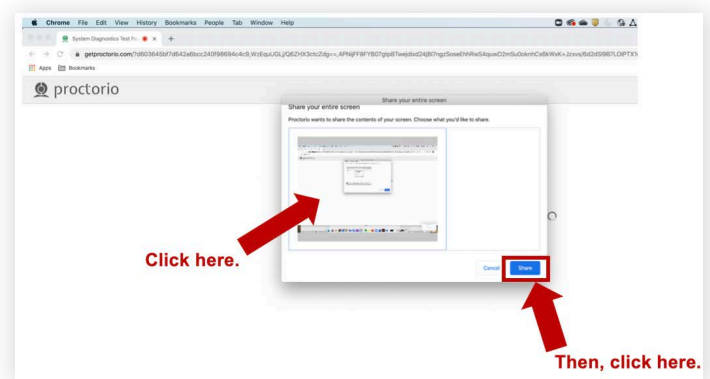 Chrome File Edit View History Bookmarks People Tab Window Help
System Diagnostics Test Pa
Apps Bookmarks
proctorio
Share your entire screen
Share your entire screen
Proctorio wants to share the contents of your screen. Choose what you'd like to share.
Click here.
Cancel Share
Then, click here.